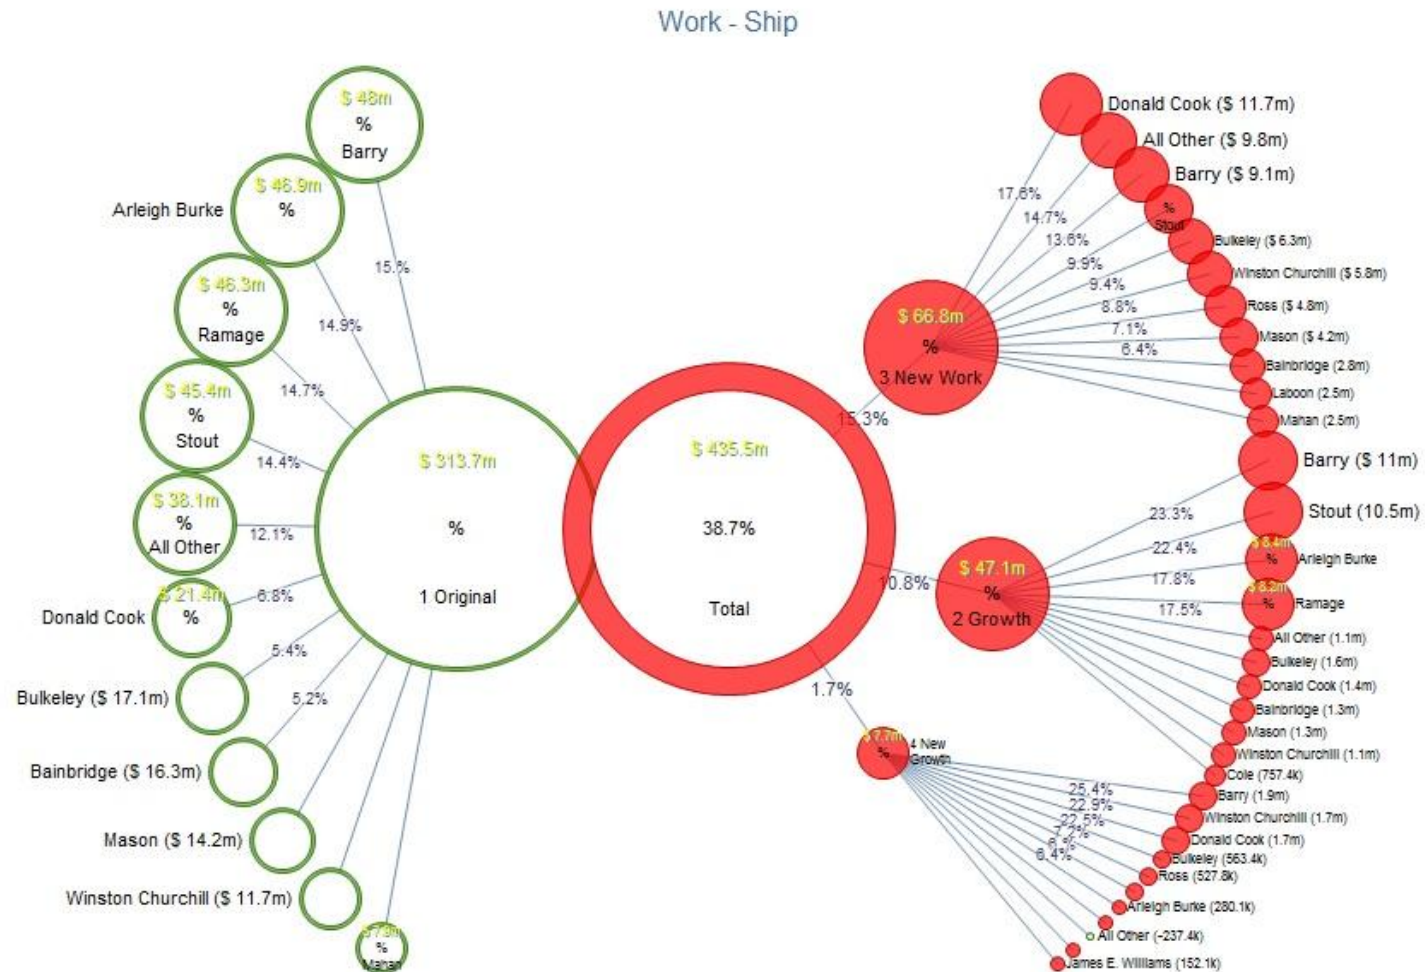 Work - Ship
$ 48m
%
Barry
15.%
Arleigh Burke
$ 46.9m
%
14.9%
$ 46.3m
%
Ramage
14.7%
$ 45.4m
%
Stout
14.4%
$ 38.1m
%
All Other
12.1%
Donald Cook
$ 21.4m
%
6.8%
Bulkeley ($ 17.1m)
5.4%
Bainbridge ($ 16.3m)
5.2%
Mason ($ 14.2m)
Winston Churchill ($ 11.7m)
%
Mahan
$ 313.7m
%
1 Original
$ 435.5m
38.7%
Total
15.3%
$ 66.8m
%
3 New Work
17.6%
14.7%
13.6%
9.9%
9.4%
8.8%
7.1%
6.4%
Donald Cook ($ 11.7m)
All Other ($ 9.8m)
Barry ($ 9.1m)
%
Stout
Bulkeley ($ 6.3m)
Winston Churchill ($ 5.8m)
Ross ($ 4.8m)
Mason ($ 4.2m)
Bainbridge (2.8m)
Laboon (2.5m)
Mahan (2.5m)
10.8%
$ 47.1m
%
2 Growth
23.3%
22.4%
17.8%
17.5%
Barry ($ 11m)
Stout (10.5m)
$ 8.4m
%
Arleigh Burke
$ 8.2m
%
Ramage
All Other (1.1m)
Bulkeley (1.6m)
Donald Cook (1.4m)
Bainbridge (1.3m)
Mason (1.3m)
Winston Churchill (1.1m)
Cole (757.4k)
1.7%
$ 7.7m
%
4 New
Growth
25.4%
22.9%
22.5%
7.2%
6.4%
Barry (1.9m)
Winston Churchill (1.7m)
Donald Cook (1.7m)
Bulkeley (563.4k)
Ross (527.8k)
Arleigh Burke (280.1k)
All Other (-237.4k)
James E. Williams (152.1k)